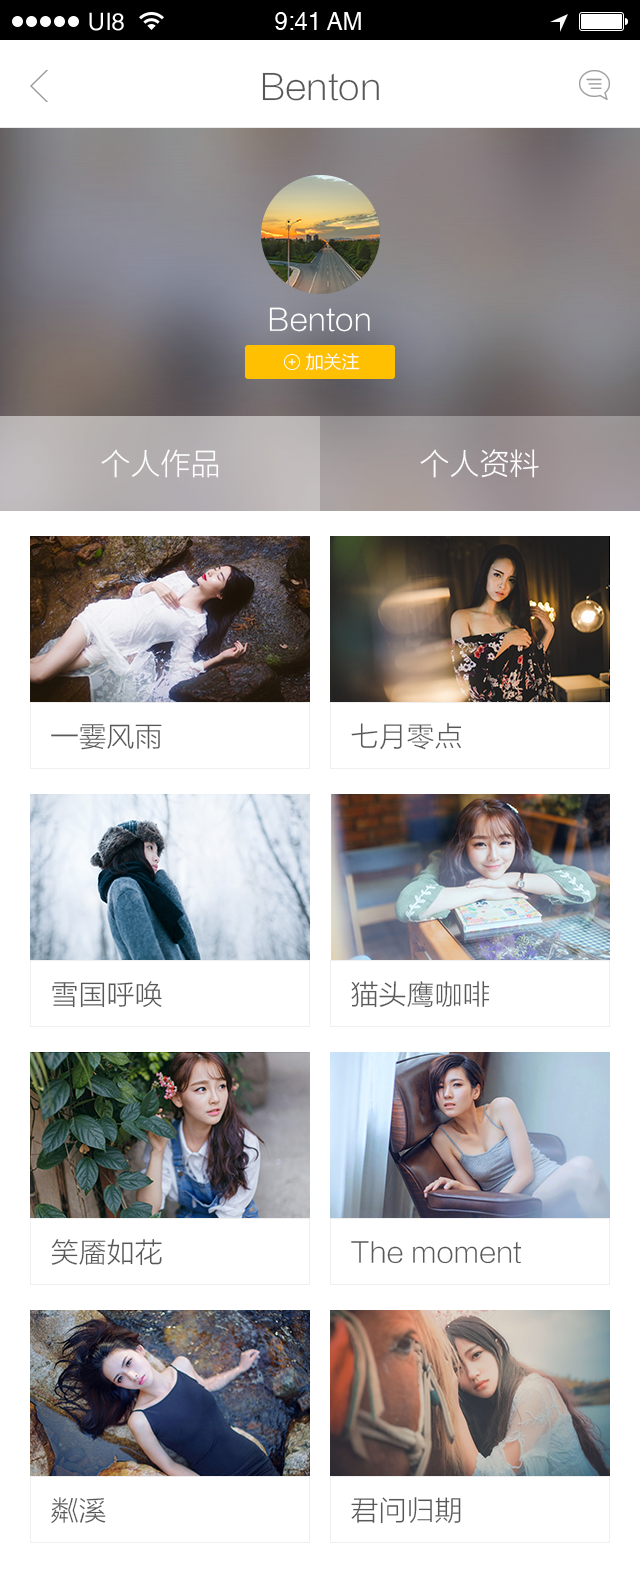 UI8 9:41 AM
Benton
Benton
加关注
个人作品 个人资料
一霎风雨 七月零点
雪国呼唤 猫头鹰咖啡
笑靥如花 The moment
粼溪 君问归期